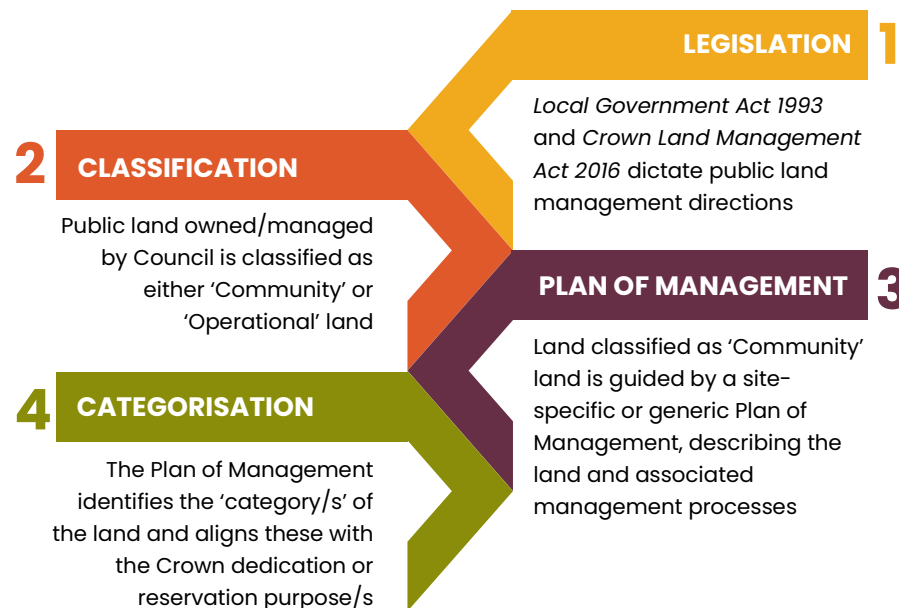 LEGISLATION 1
Local Government Act 1993
and Crown Land Management
Act 2016 dictate public land
management directions
2 CLASSIFICATION
Public land owned/managed
by Council is classified as
either ‘Community’ or
‘Operational’ land
PLAN OF MANAGEMENT 3
Land classified as ‘Community’
land is guided by a site-
specific or generic Plan of
Management, describing the
land and associated
management processes
4 CATEGORISATION
The Plan of Management
identifies the ‘category/s’ of
the land and aligns these with
the Crown dedication or
reservation purpose/s